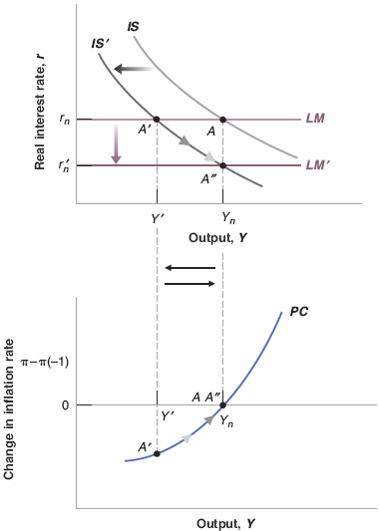 IS
IS′
Real interest rate, r
rn
A′
A
LM
r′n
A″
LM′
Y′
Yn
Output, Y
PC
Change in inflation rate
π−π(−1)
0
A A″
Y′
Yn
A′
Output, Y